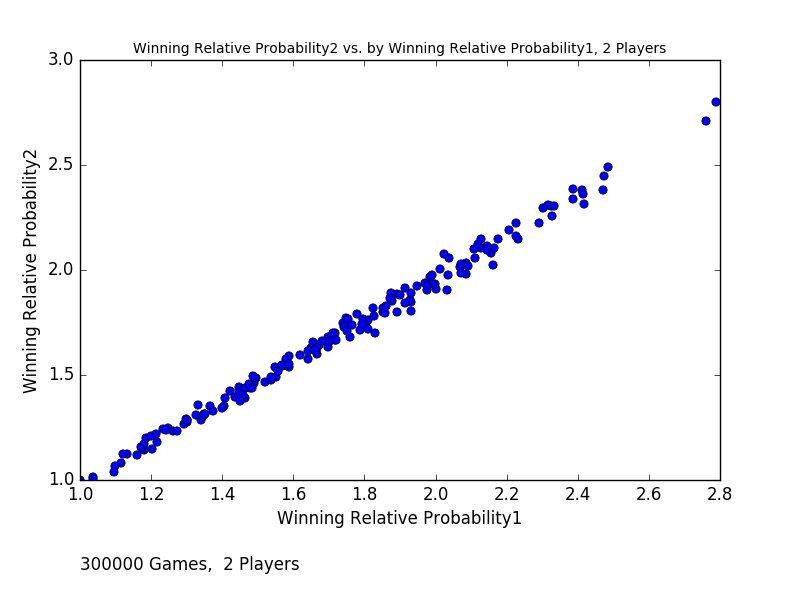 Winning Relative Probability2 vs. by Winning Relative Probability1, 2 Players
3.0
2.5
2.0
1.5
1.0
Winning Relative Probability2
1.0 1.2 1.4 1.6 1.8 2.0 2.2 2.4 2.6 2.8
Winning Relative Probability1
300000 Games,  2 Players